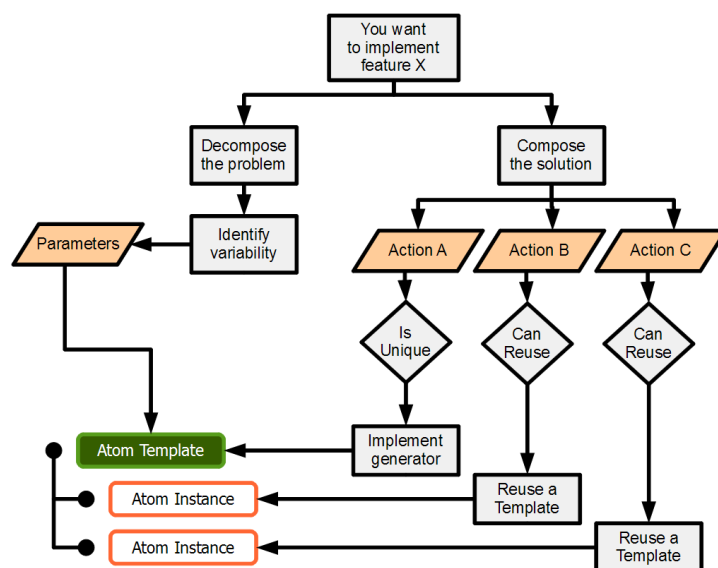 You want
to implement
feature X
Decompose
the problem
Compose
the solution
Parameters
Identify
variability
Action A
Action B
Action C
Is
Unique
Can
Reuse
Can
Reuse
Atom Template
Implement
generator
Atom Instance
Reuse a
Template
Atom Instance
Reuse a
Template